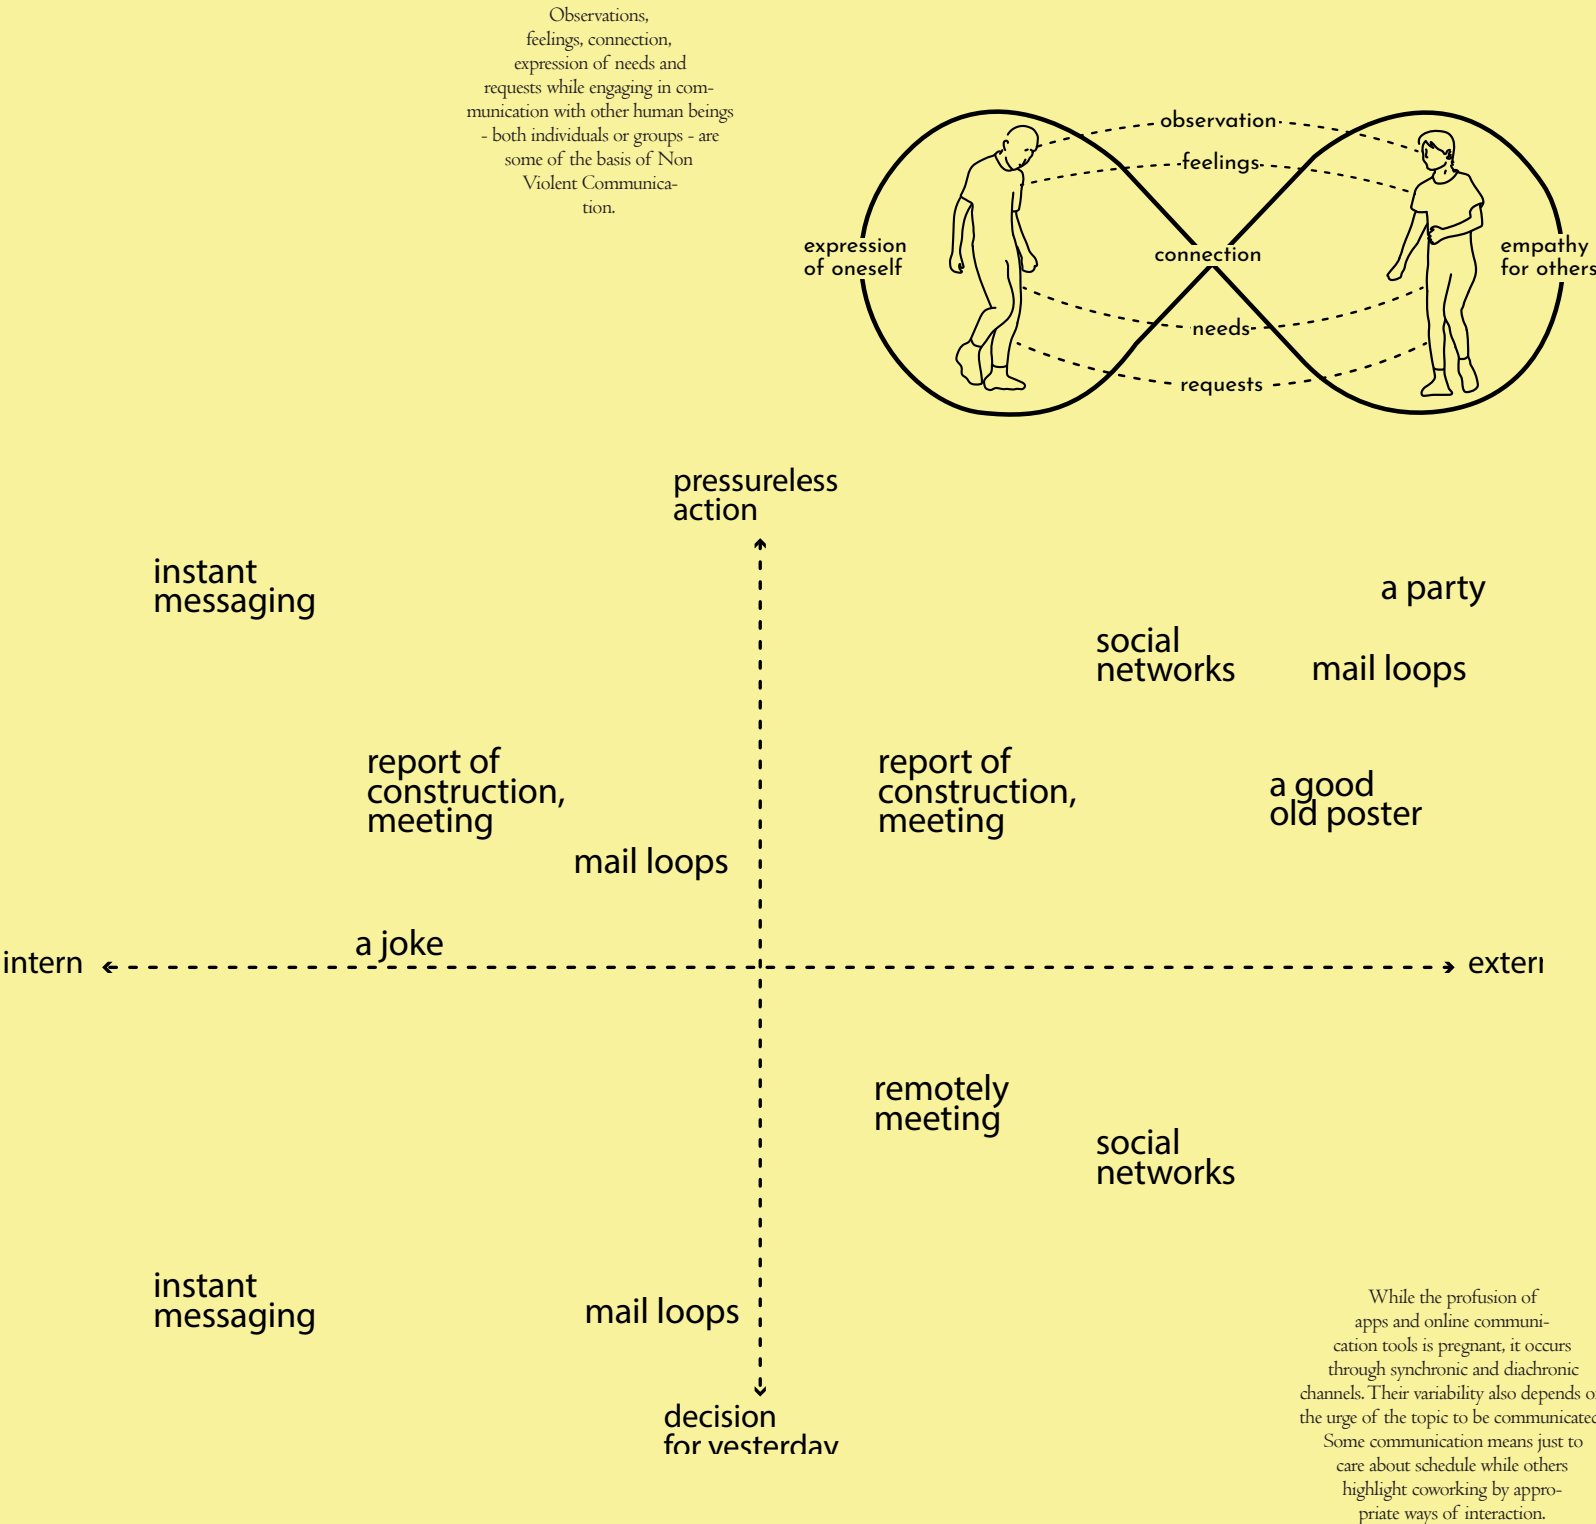 Observations,
feelings, connection,
expression of needs and
requests while engaging in com-
munication with other human beings
- both individuals or groups - are
some of the basis of Non
Violent Communica-
tion.
observation
feelings
expression
of oneself
connection
empathy
for others
needs
requests
pressureless
action
instant
messaging
a party
social
networks
mail loops
report of
construction,
meeting
report of
construction,
meeting
a good
old poster
mail loops
a joke
intern
extern
remotely
meeting
social
networks
instant
messaging
mail loops
decision
for yesterday
While the profusion of
apps and online communi-
cation tools is pregnant, it occurs
through synchronic and diachronic
channels. Their variability also depends
the urge of the topic to be communicated
Some communication means just to
care about schedule while others
highlight coworking by appro-
priate ways of interaction.